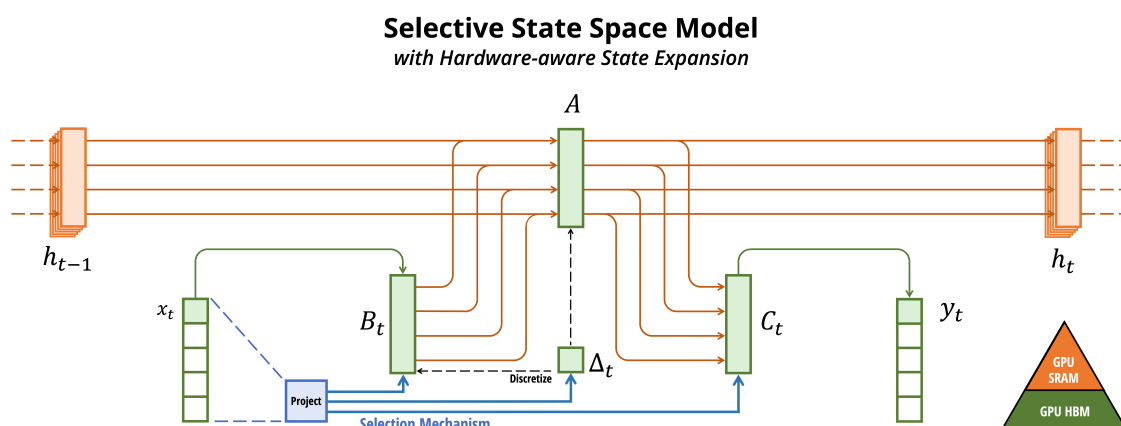 Selective State Space Model
with Hardware-aware State Expansion
A
h_{t−1}
h_t
x_t
B_t
C_t
y_t
Δ_t
Discretize
Project
Selection Mechanism
GPU
SRAM
GPU HBM